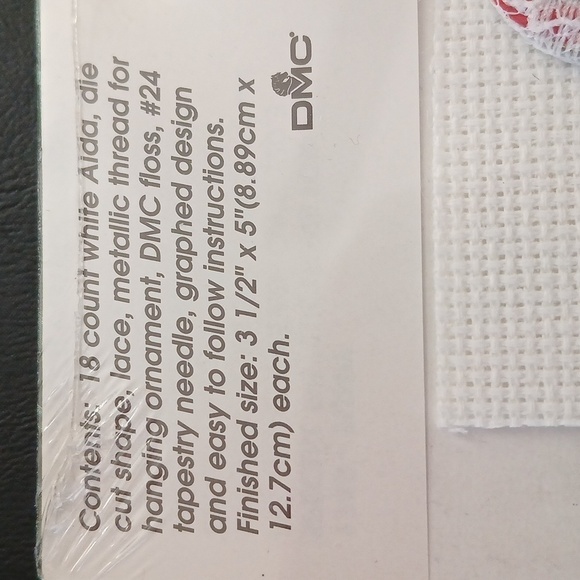 Contents: 18 count white Aida, die
cut shape, lace, metallic thread for
hanging ornament, DMC floss, #24
tapestry needle, graphed design
and easy to follow instructions.
Finished size: 3 1/2" x 5"(8.89cm x
12.7cm) each.
DMC